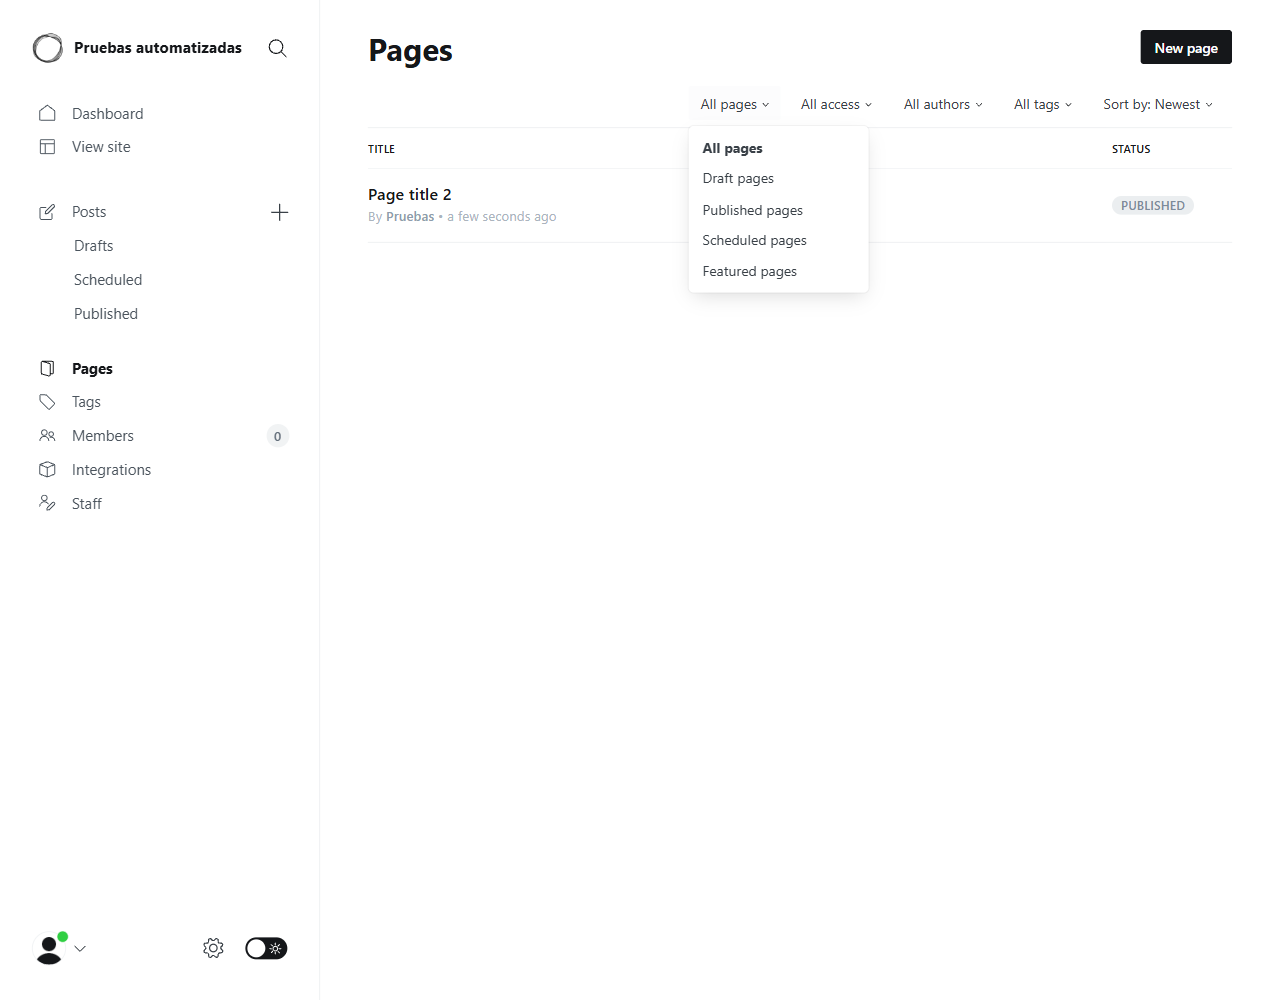 Pruebas automatizadas
Dashboard
View site
Posts
Drafts
Scheduled
Published
Pages
Tags
Members
0
Integrations
Staff
Pages
New page
All pages
All access
All authors
All tags
Sort by: Newest
All pages
Draft pages
Published pages
Scheduled pages
Featured pages
TITLE
STATUS
Page title 2
By Pruebas • a few seconds ago
PUBLISHED